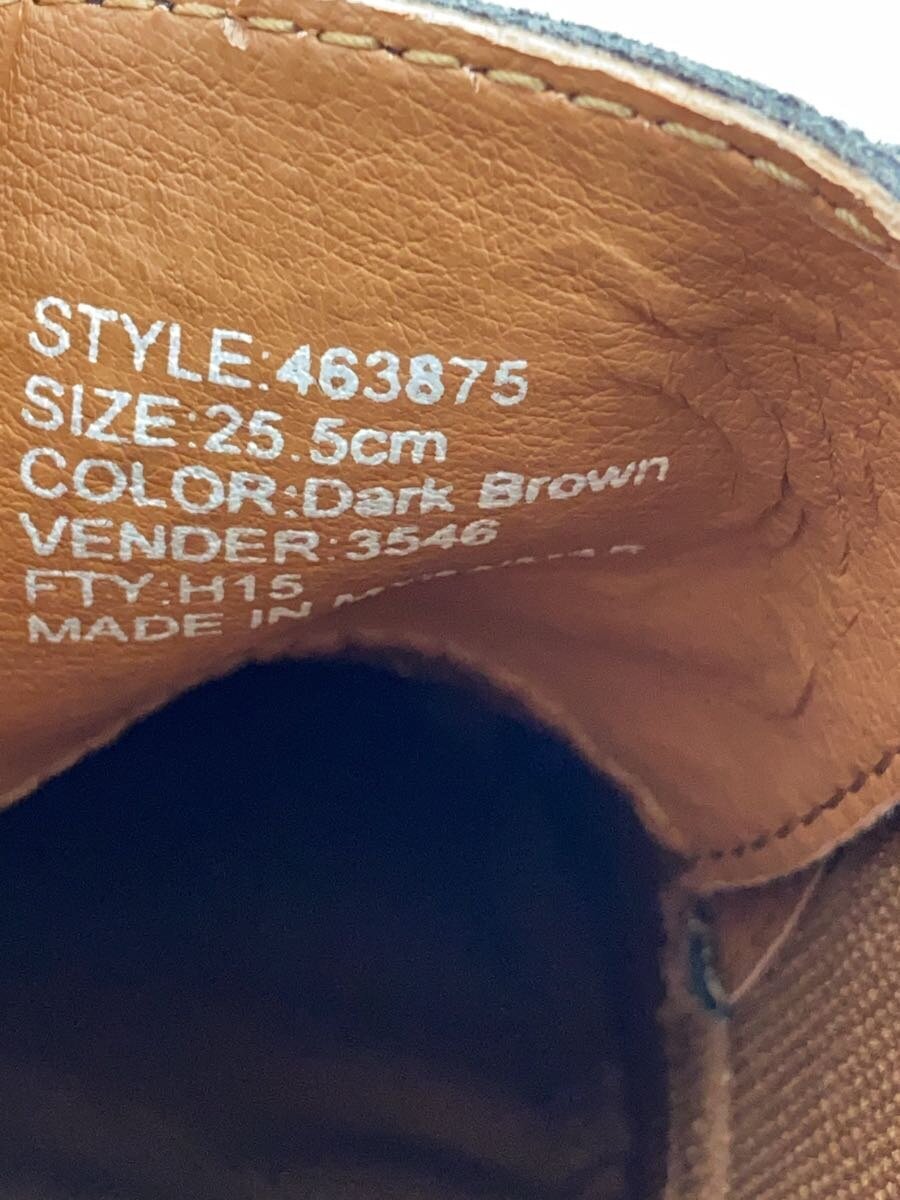 STYLE:463875
SIZE:25.5cm
COLOR:Dark Brown
VENDER:3546
FTY:H15
MADE IN